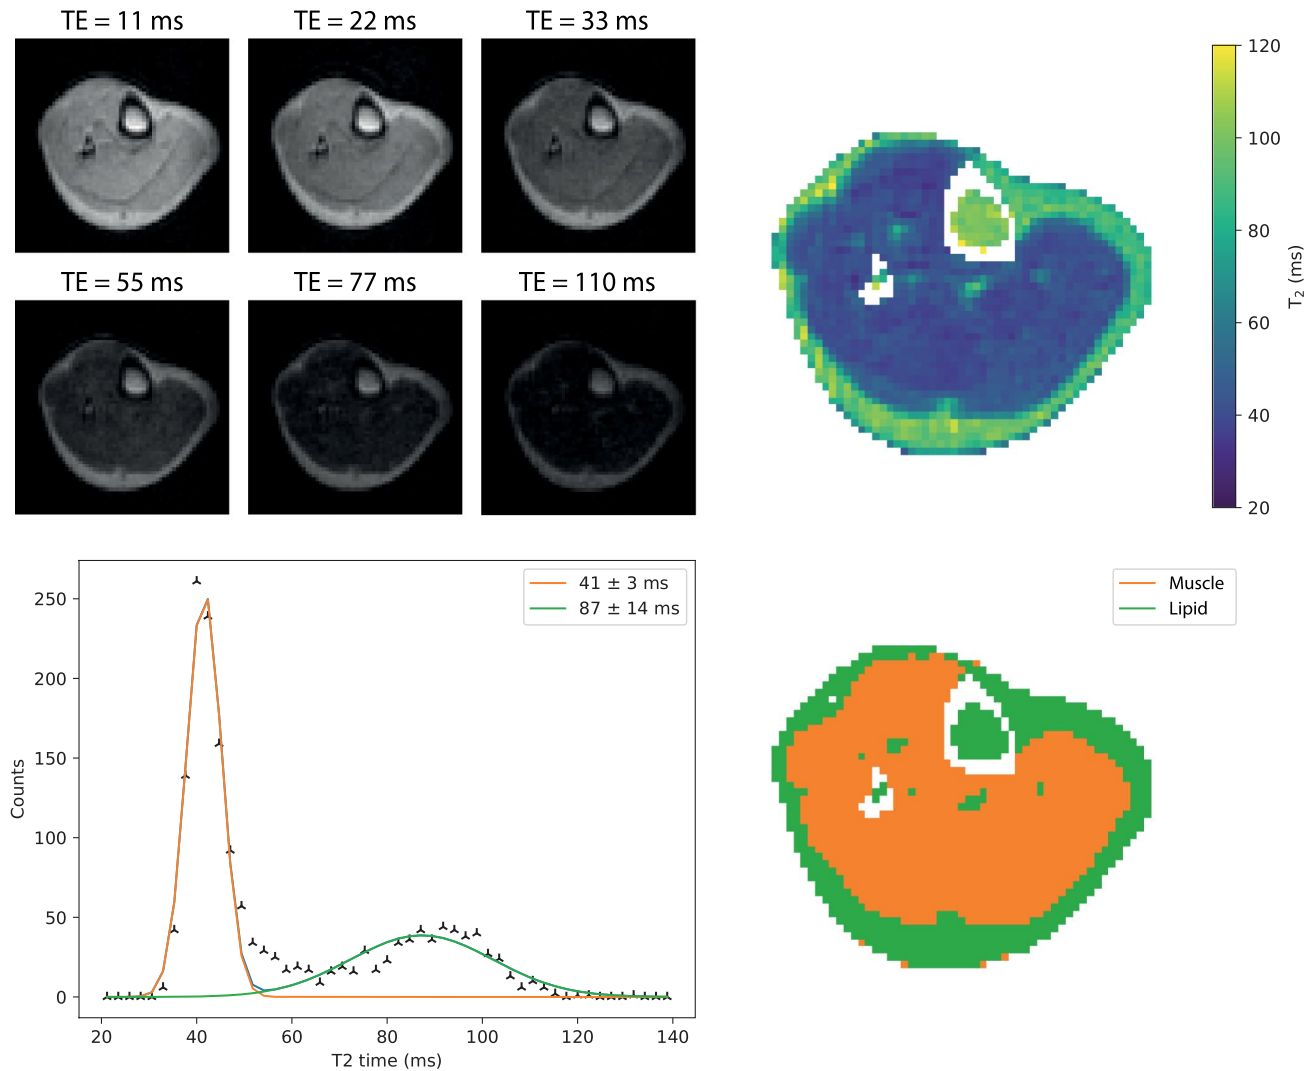 TE = 11 ms
TE = 22 ms
TE = 33 ms
TE = 55 ms
TE = 77 ms
TE = 110 ms
120
100
80
60
40
20
T2 (ms)
250
200
150
100
50
0
Counts
20
40
60
80
100
120
140
T2 time (ms)
41 ± 3 ms
87 ± 14 ms
Muscle
Lipid